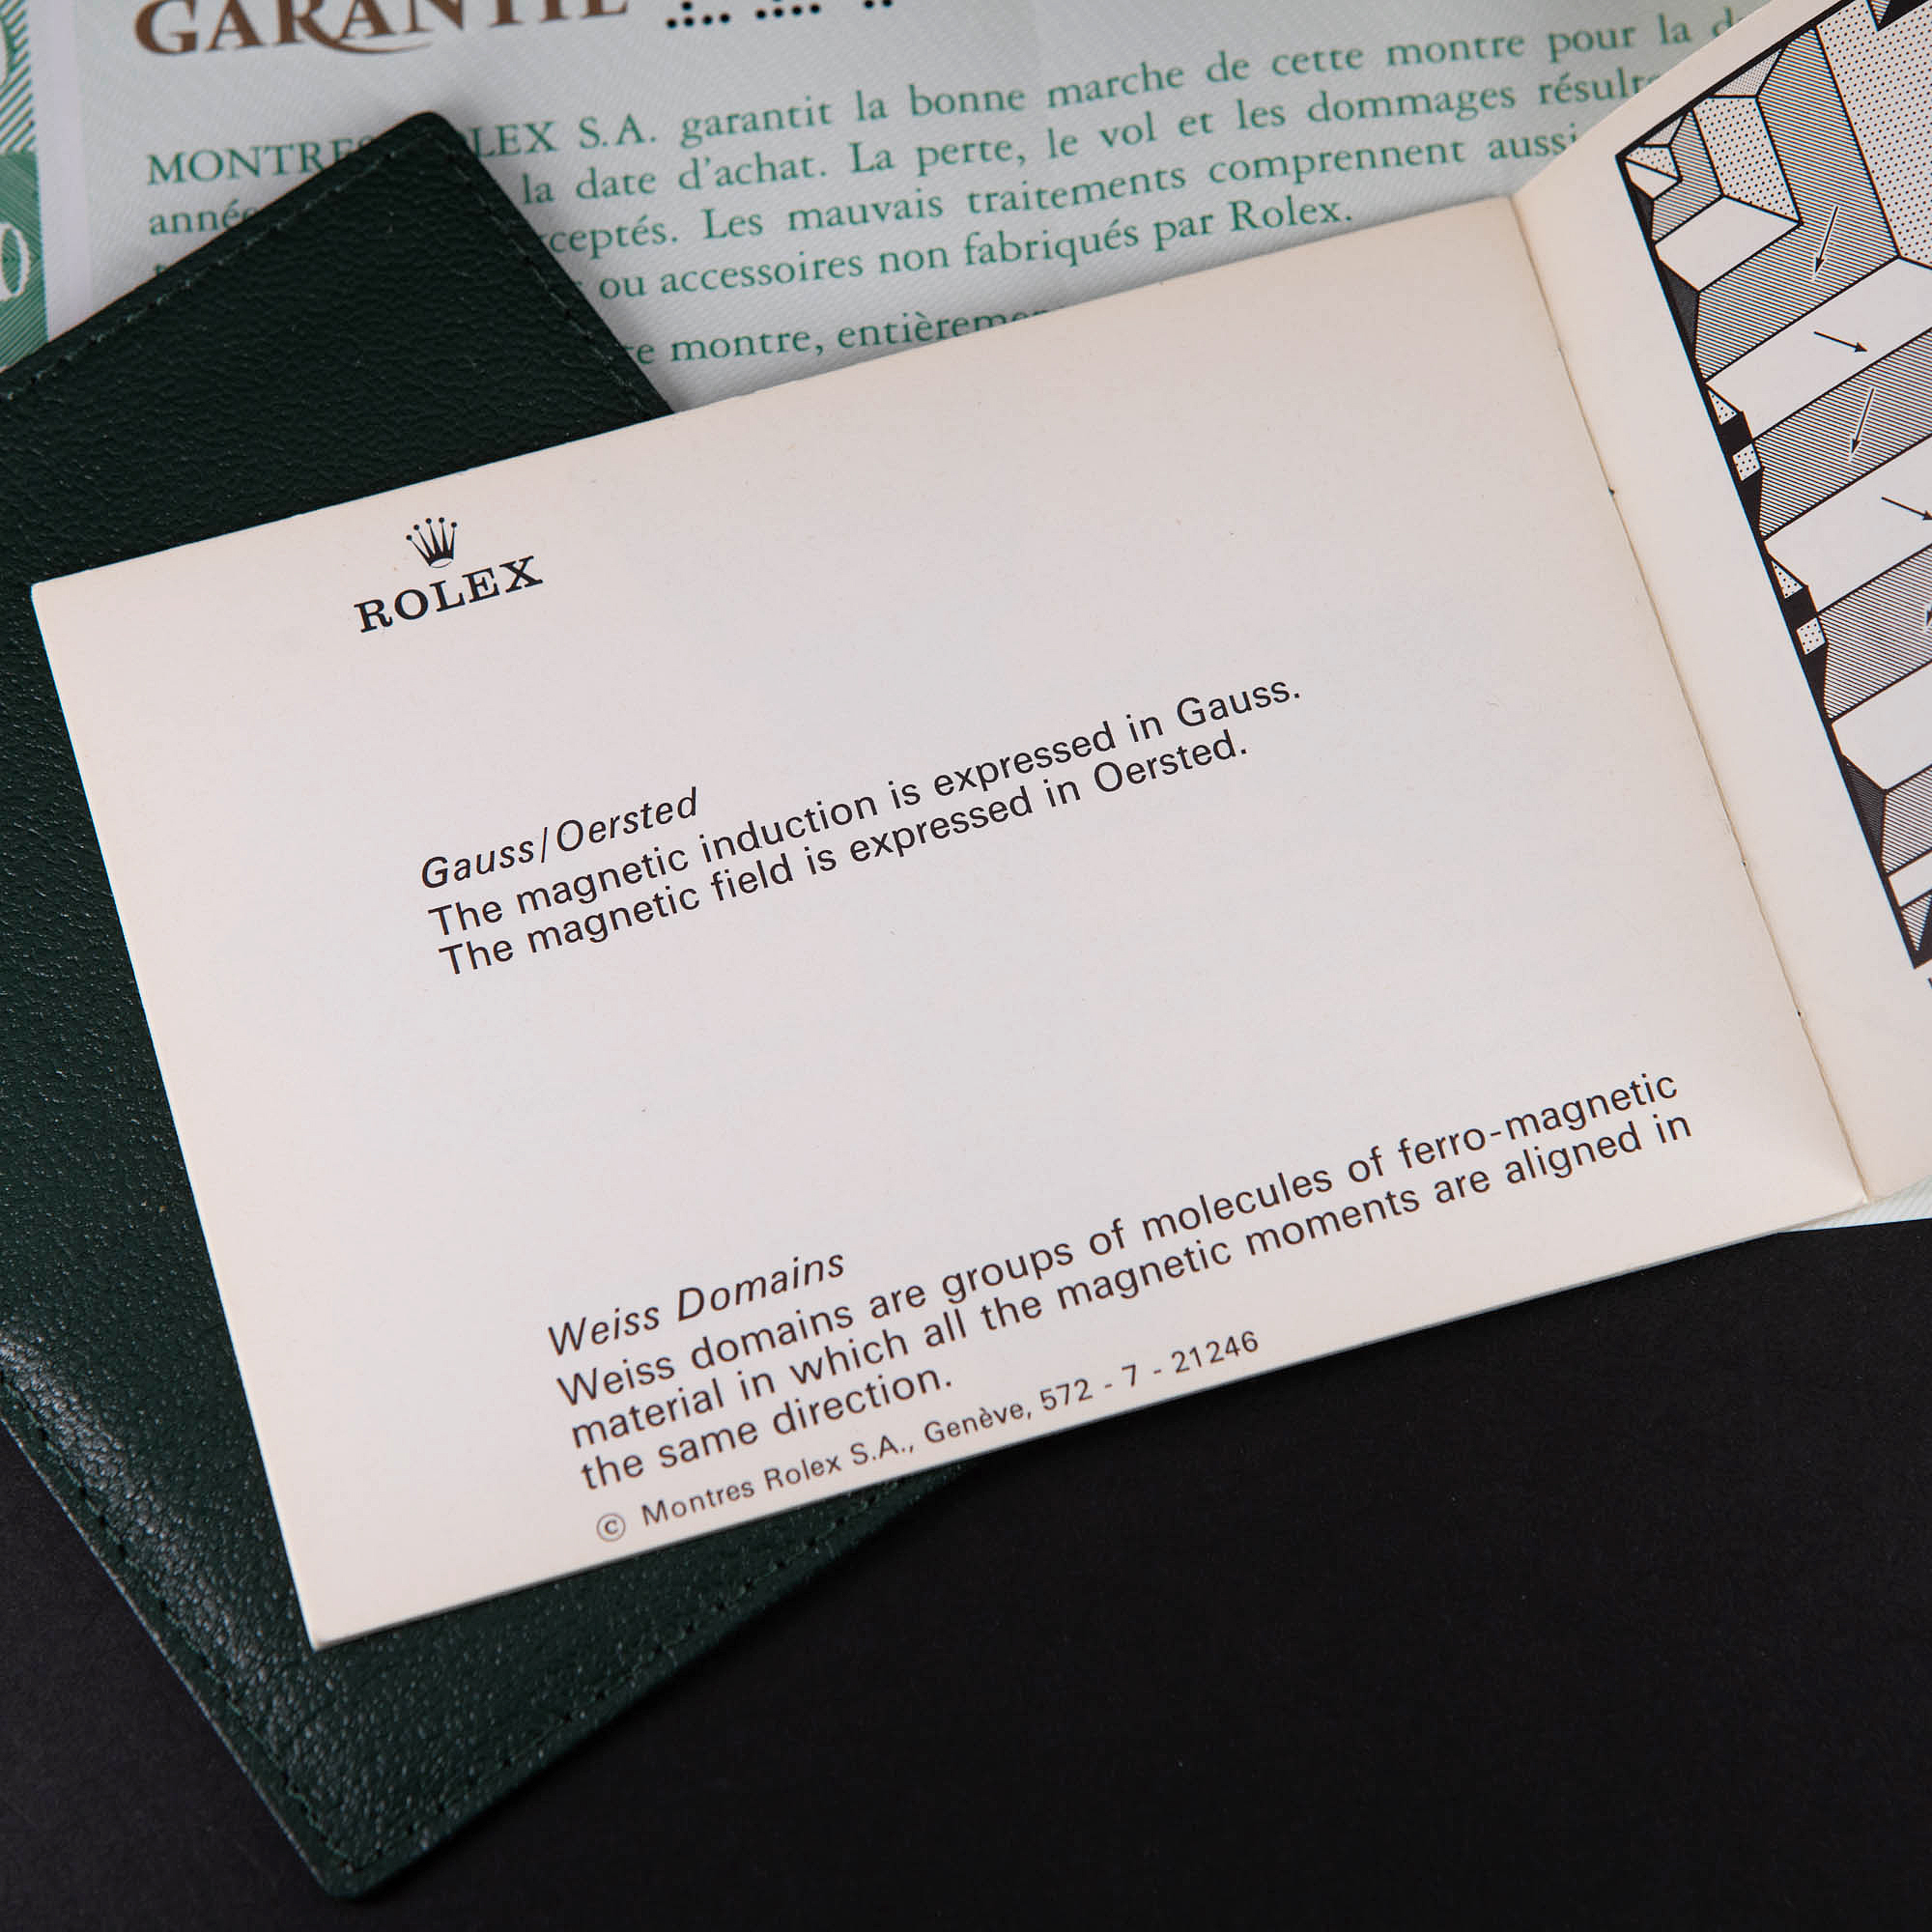 GARANTIE
MONTRES ROLEX S.A. garantit la bonne marche de cette montre pour la
la date d'achat. La perte, le vol et les dommages
Les mauvais traitements comprennent aussi
ou accessoires non fabriqués par Rolex.
montre, entièrement
ROLEX
Gauss/Oersted
The magnetic induction is expressed in Gauss.
The magnetic field is expressed in Oersted.
Weiss Domains
Weiss domains are groups of molecules of ferro-magnetic
material in which all the magnetic moments are aligned in
the same direction.
© Montres Rolex S.A., Genève, 572 - 7 - 21246